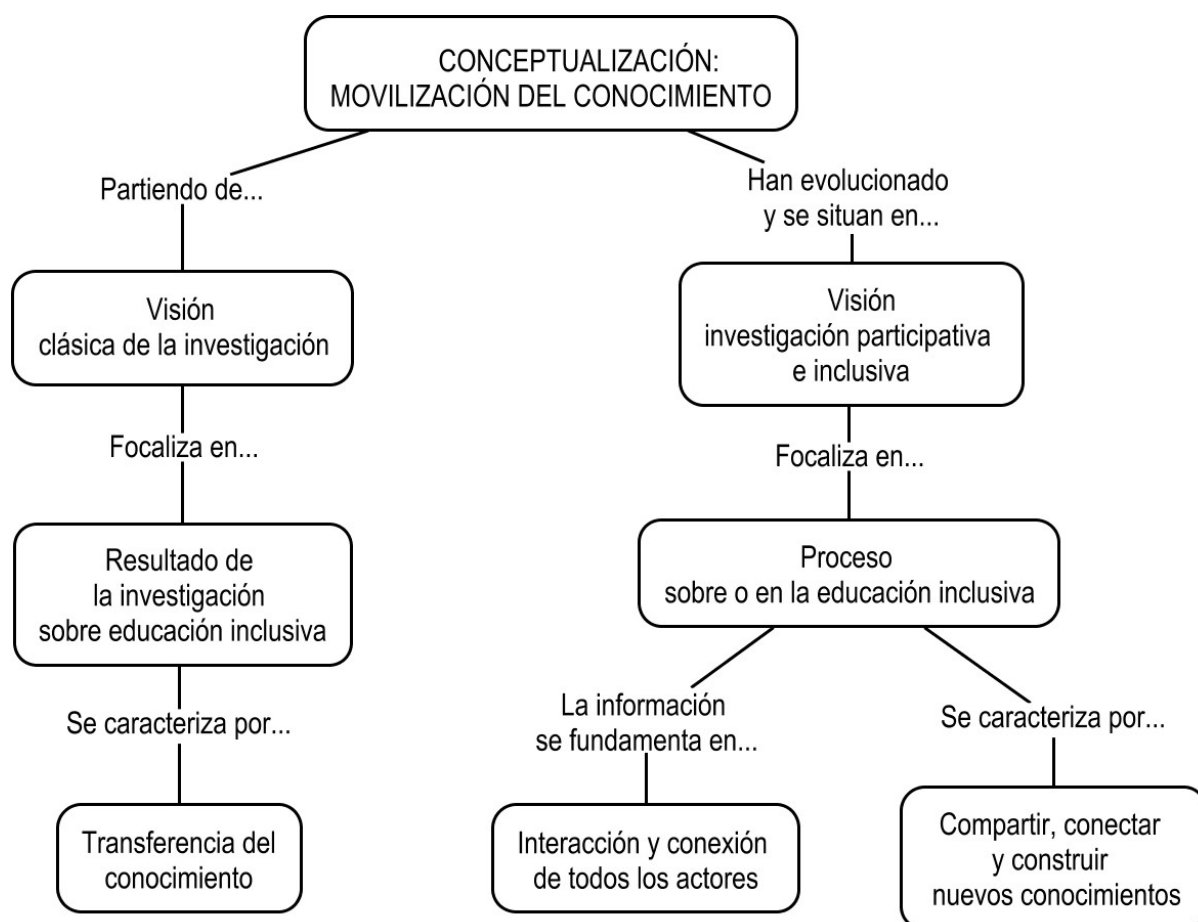 CONCEPTUALIZACIÓN:
MOVILIZACIÓN DEL CONOCIMIENTO
Partiendo de...
Han evolucionado
y se situan en...
Visión
clásica de la investigación
Visión
investigación participativa
e inclusiva
Focaliza en...
Focaliza en...
Resultado de
la investigación
sobre educación inclusiva
Proceso
sobre o en la educación inclusiva
Se caracteriza por...
La información
se fundamenta en...
Se caracteriza por...
Transferencia del
conocimiento
Interacción y conexión
de todos los actores
Compartir, conectar
y construir
nuevos conocimientos